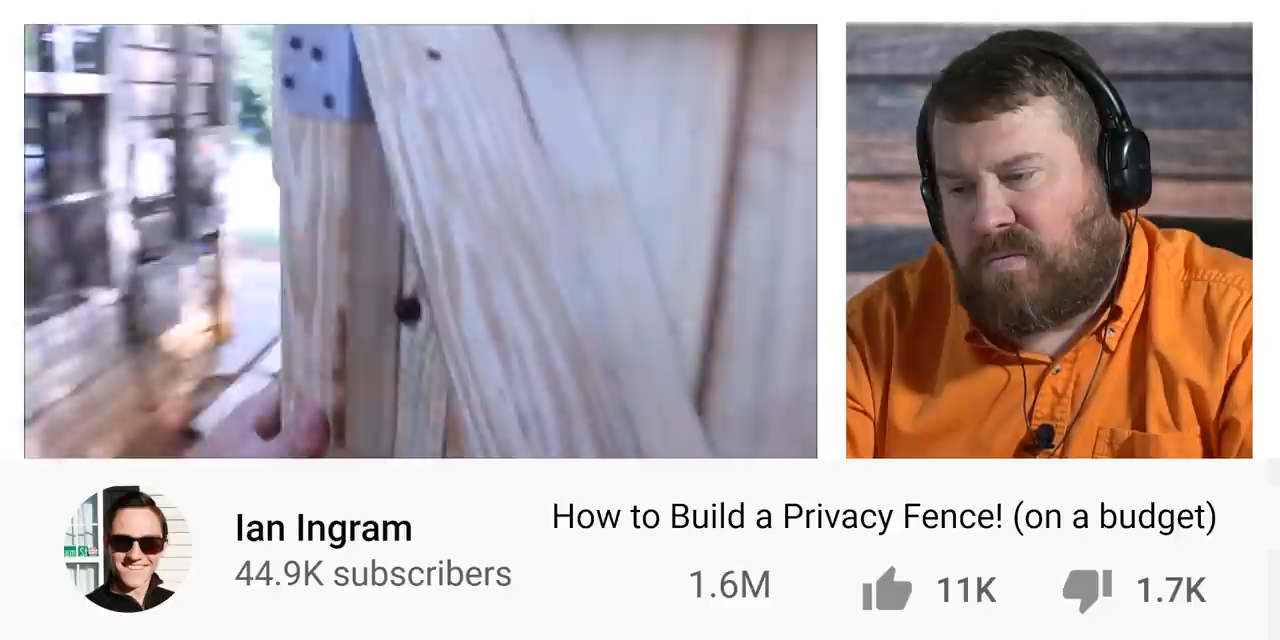 Ian Ingram
44.9K subscribers
How to Build a Privacy Fence! (on a budget)
1.6M
11K
1.7K